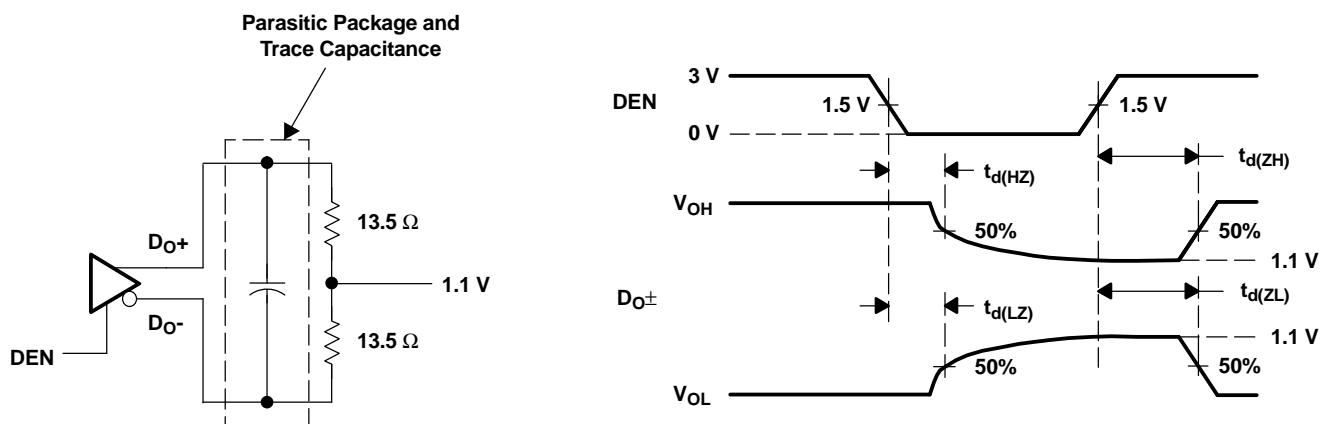 Parasitic Package and
Trace Capacitance
DO+
DO-
DEN
13.5 Ω
1.1 V
13.5 Ω
DEN
3 V
1.5 V
1.5 V
0 V
td(HZ)
td(ZH)
VOH
50%
50%
1.1 V
DO±
td(LZ)
td(ZL)
1.1 V
50%
50%
VOL